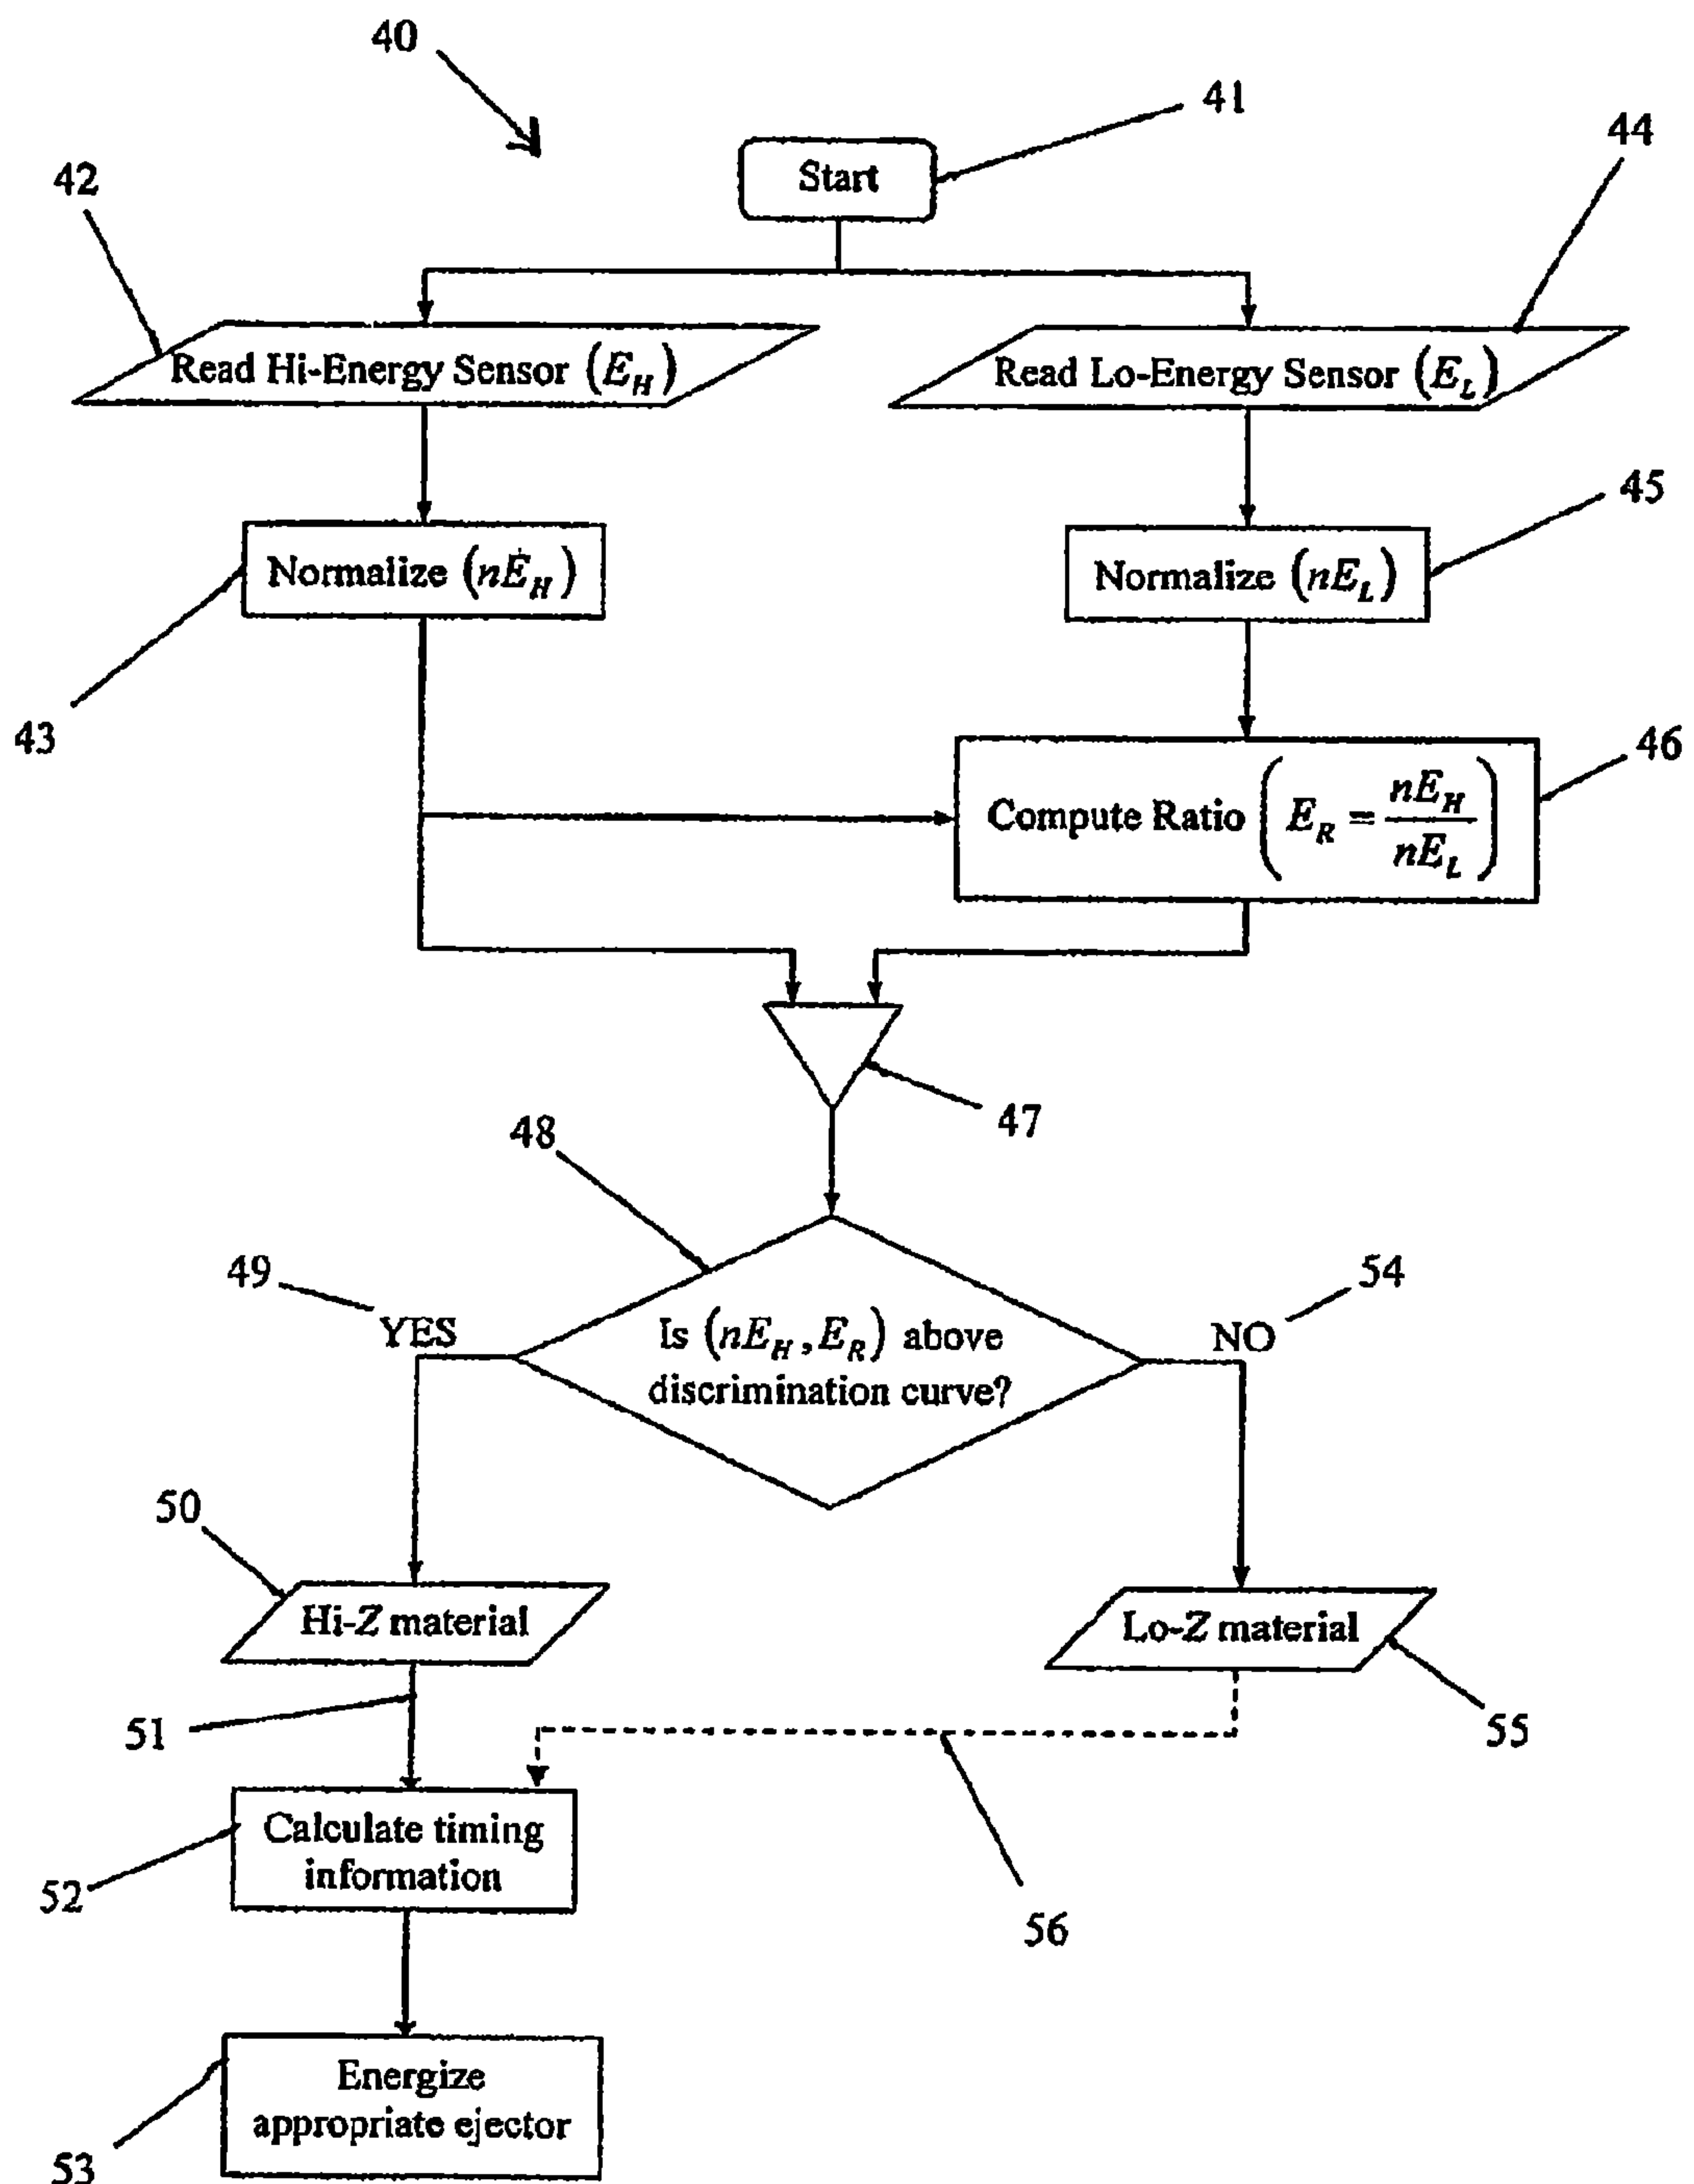 40
41
Start
44
42
Read Hi-Energy Sensor (E_H)
Read Lo-Energy Sensor (E_L)
45
Normalize (nE_H)
Normalize (nE_L)
43
46
Compute Ratio (E_R = nE_H / nE_L)
47
48
49
54
YES
NO
Is (nE_H, E_R) above
discrimination curve?
50
Hi-Z material
Lo-Z material
51
55
Calculate timing
information
52
56
Energize
appropriate ejector
53